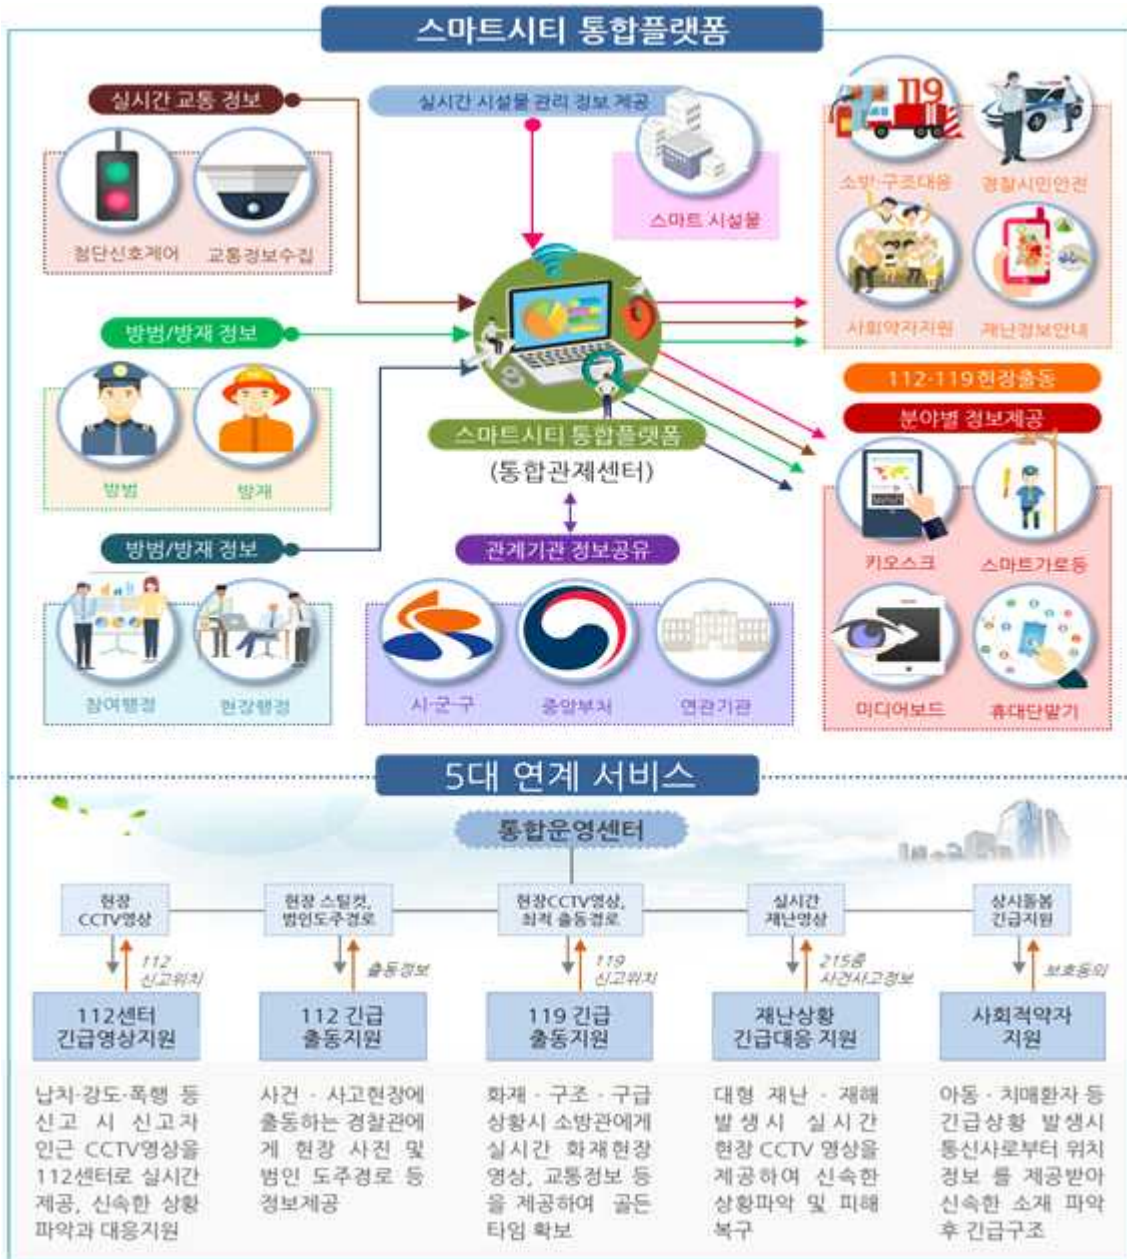 스마트시티 통합플랫폼
실시간 교통 정보
첨단신호제어
교통정보수집
실시간 시설물 관리 정보 제공
스마트 시설물
119
소방·구조대응
경찰시민안전
사회약자지원
재난정보안내
방범/방재 정보
방범
방재
스마트시티 통합플랫폼
(통합관제센터)
112·119 현장출동
분야별 정보제공
키오스크
스마트가로등
미디어보드
휴대단말기
방범/방재 정보
참여행정
현장행정
관계기관 정보공유
시·군·구
중앙부처
연관기관
5대 연계 서비스
통합운영센터
현장
CCTV영상
112
신고위치
112센터
긴급영상지원
납치·강도·폭행 등
신고 시 신고자
인근 CCTV영상을
112센터로 실시간
제공, 신속한 상황
파악과 대응지원
현장 스틸컷,
범인도주경로
출동정보
112 긴급
출동지원
사건 · 사고현장에
출동하는 경찰관에
게 현장 사진 및
범인 도주경로 등
정보제공
현장CCTV영상,
최적 출동경로
119
신고위치
119 긴급
출동지원
화재 · 구조 · 구급
상황시 소방관에게
실시간 화재현장
영상, 교통정보 등
을 제공하여 골든
타임 확보
실시간
재난영상
215종
사건사고정보
재난상황
긴급대응 지원
대형 재난 · 재해
발생시 실시간
현장 CCTV 영상을
제공하여 신속한
상황파악 및 피해
복구
상시돌봄
긴급지원
보호동의
사회적약자
지원
아동 · 치매환자 등
긴급상황 발생시
통신사로부터 위치
정보 를 제공받아
신속한 소재 파악
후 긴급구조